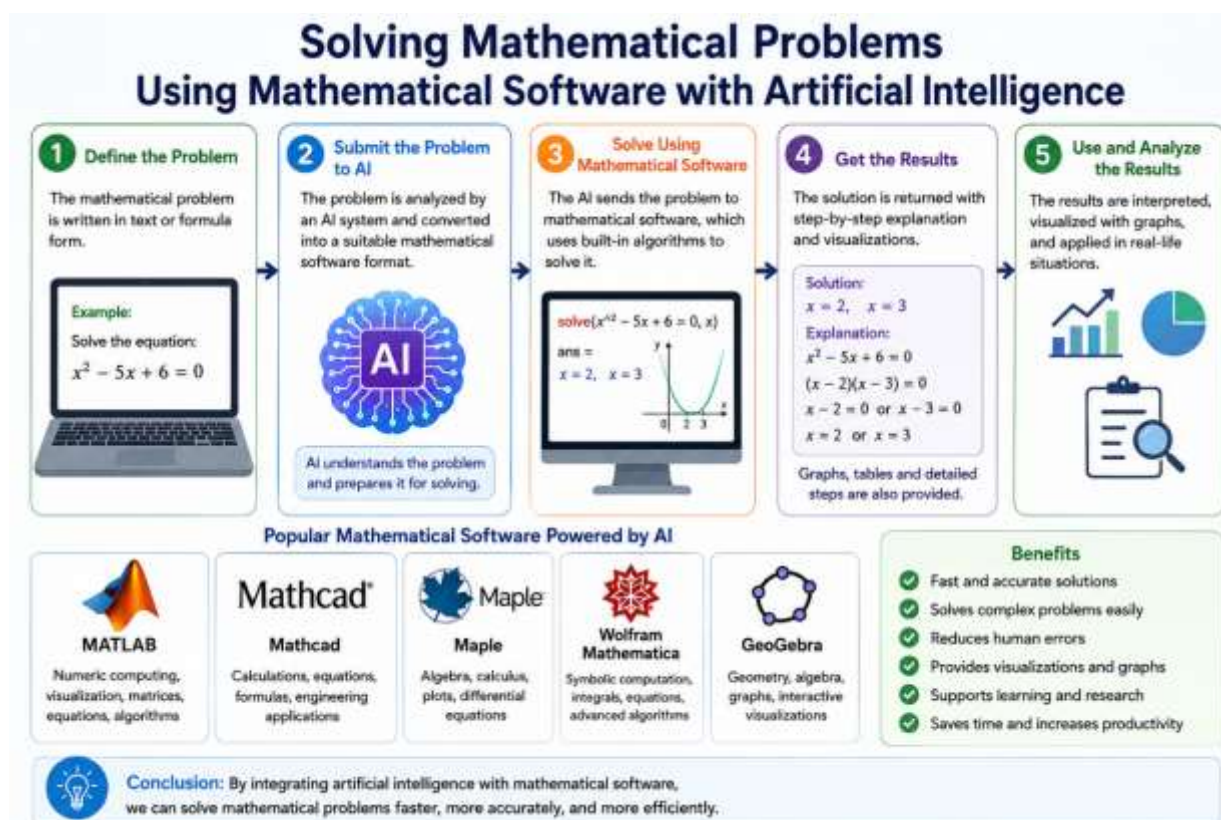 Solving Mathematical Problems
Using Mathematical Software with Artificial Intelligence
1 Define the Problem
The mathematical problem
is written in text or formula
form.
Example:
Solve the equation:
x² − 5x + 6 = 0
2 Submit the Problem
to AI
The problem is analyzed by
an AI system and converted
into a suitable mathematical
software format.
AI
AI understands the problem
and prepares it for solving.
3 Solve Using
Mathematical Software
The AI sends the problem to
mathematical software, which
uses built-in algorithms to
solve it.
solve(x^2 − 5x + 6 = 0, x)
ans =
x = 2, x = 3
y
x
0 2 3
4 Get the Results
The solution is returned with
step-by-step explanation
and visualizations.
Solution:
x = 2, x = 3
Explanation:
x² − 5x + 6 = 0
(x − 2)(x − 3) = 0
x − 2 = 0 or x − 3 = 0
x = 2 or x = 3
Graphs, tables and detailed
steps are also provided.
5 Use and Analyze
the Results
The results are interpreted,
visualized with graphs,
and applied in real-life
situations.
Popular Mathematical Software Powered by AI
MATLAB
Numeric computing,
visualization, matrices,
equations, algorithms
Mathcad®
Mathcad
Calculations, equations,
formulas, engineering
applications
Maple
Maple
Algebra, calculus,
plots, differential
equations
Wolfram
Mathematica
Symbolic computation,
integrals, equations,
advanced algorithms
GeoGebra
Geometry, algebra,
graphs, interactive
visualizations
Benefits
Fast and accurate solutions
Solves complex problems easily
Reduces human errors
Provides visualizations and graphs
Supports learning and research
Saves time and increases productivity
Conclusion: By integrating artificial intelligence with mathematical software,
we can solve mathematical problems faster, more accurately, and more efficiently.